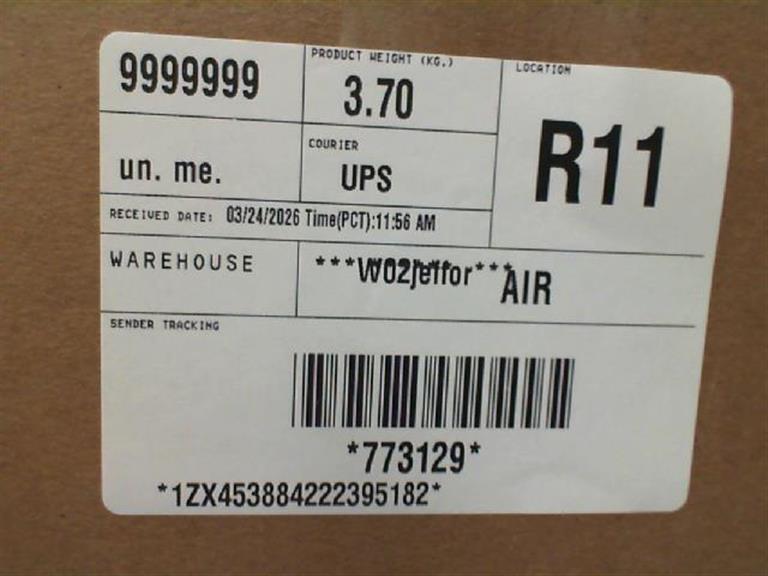 9999999
PRODUCT WEIGHT (KG.)
3.70
LOCATION
R11
un. me.
COURIER
UPS
RECEIVED DATE: 03/24/2026 Time(PCT):11:56 AM
WAREHOUSE
AIR
SENDER TRACKING
*773129*
*1ZX453884222395182*